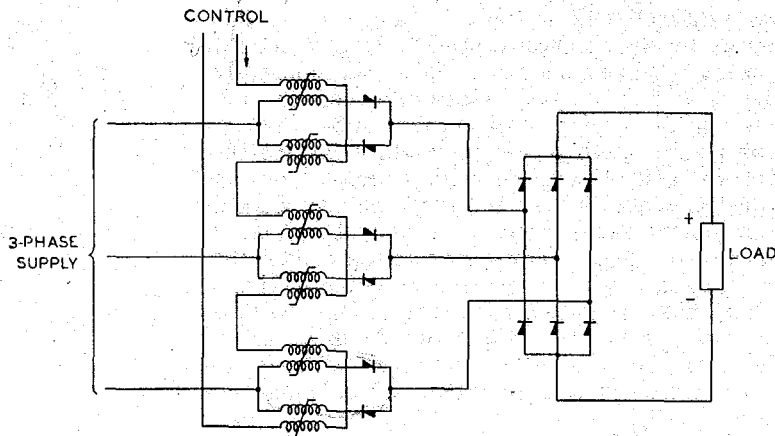 CONTROL
3-PHASE
SUPPLY
+
LOAD
-